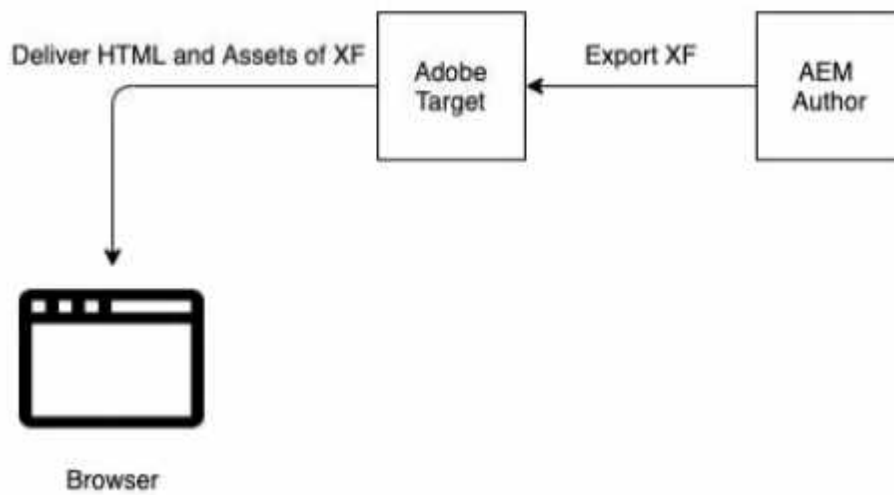 Deliver HTML and Assets of XF
Adobe
Target
Export XF
AEM
Author
Browser